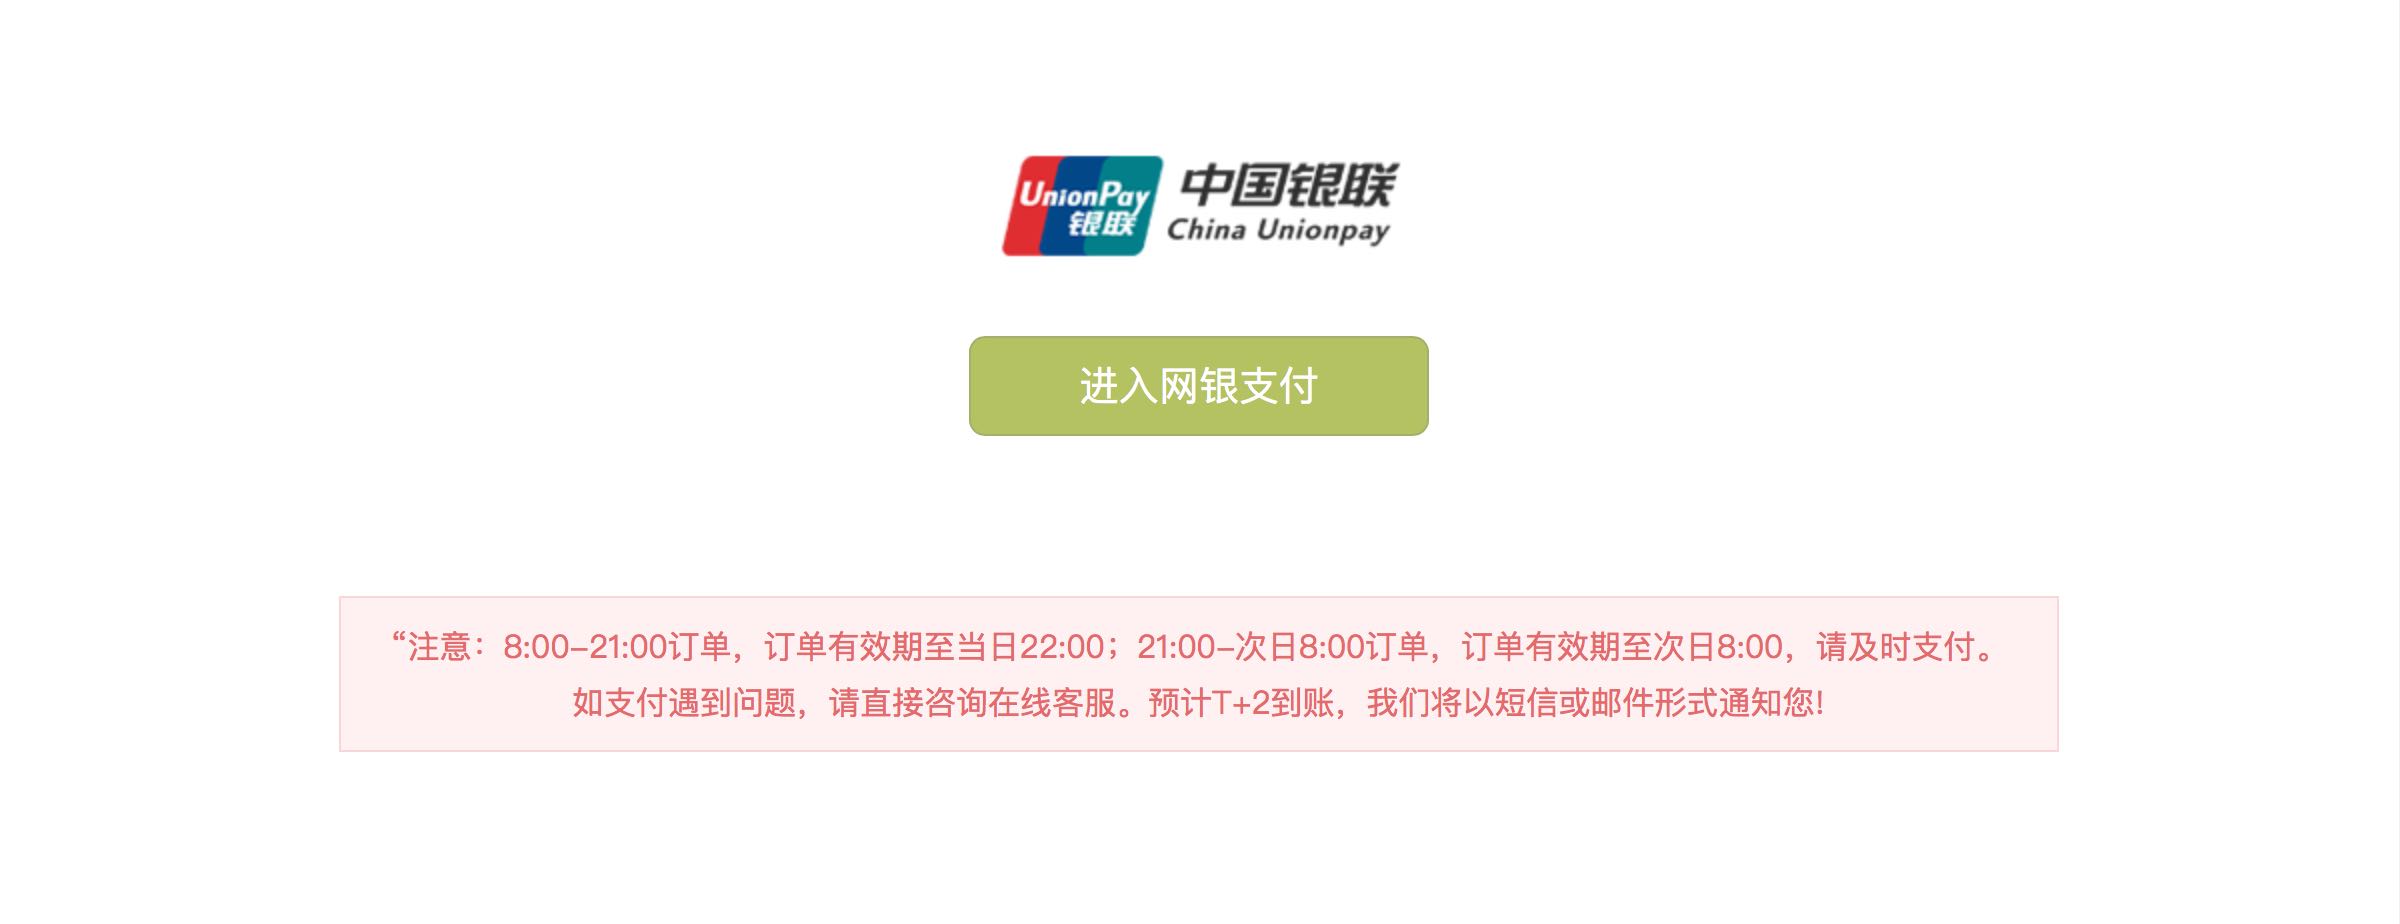 UnionPay
银联
中国银联
China Unionpay
进入网银支付
“注意：8:00-21:00订单，订单有效期至当日22:00；21:00-次日8:00订单，订单有效期至次日8:00，请及时支付。
如支付遇到问题，请直接咨询在线客服。预计T+2到账，我们将以短信或邮件形式通知您!